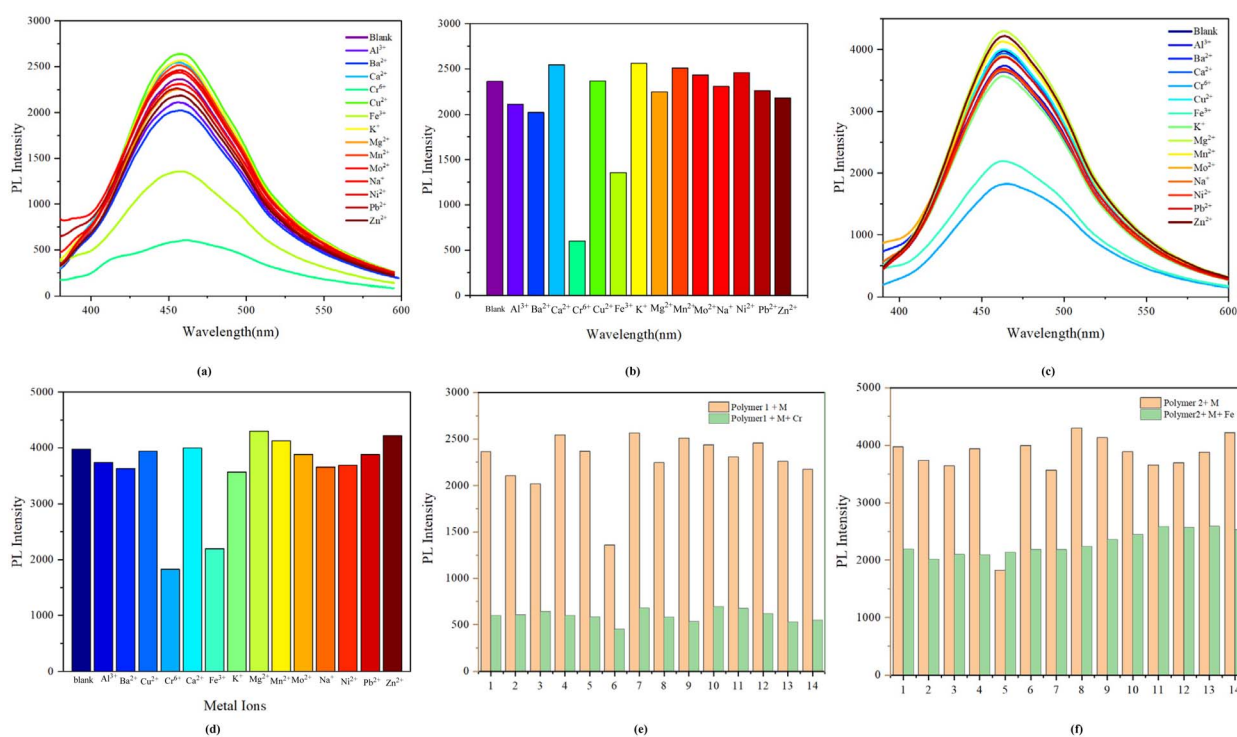 3000
2500
2000
1500
1000
500
0
PL Intensity
400
450
500
550
600
Wavelength(nm)
Blank
Al³⁺
Ba²⁺
Ca²⁺
Cr⁶⁺
Cu²⁺
Fe³⁺
K⁺
Mg²⁺
Mn²⁺
Mo²⁺
Na⁺
Ni²⁺
Pb²⁺
Zn²⁺
(a)
3000
2500
2000
1500
1000
500
0
PL Intensity
Blank Al³⁺ Ba²⁺ Ca²⁺ Cr⁶⁺ Cu²⁺ Fe³⁺ K⁺ Mg²⁺ Mn²⁺ Mo²⁺ Na⁺ Ni²⁺ Pb²⁺ Zn²⁺
Wavelength(nm)
(b)
4000
3000
2000
1000
0
PL Intensity
400
450
500
550
600
Wavelength(nm)
Blank
Al³⁺
Ba²⁺
Ca²⁺
Cr⁶⁺
Cu²⁺
Fe³⁺
K⁺
Mg²⁺
Mn²⁺
Mo²⁺
Na⁺
Ni²⁺
Pb²⁺
Zn²⁺
(c)
5000
4000
3000
2000
1000
0
PL Intensity
blank Al³⁺ Ba²⁺ Cu²⁺ Cr⁶⁺ Ca²⁺ Fe³⁺ K⁺ Mg²⁺ Mn²⁺ Mo²⁺ Na⁺ Ni²⁺ Pb²⁺ Zn²⁺
Metal Ions
(d)
3000
2500
2000
1500
1000
500
0
PL Intensity
Polymer 1 + M
Polymer1 + M+ Cr
1 2 3 4 5 6 7 8 9 10 11 12 13 14
(e)
5000
4000
3000
2000
1000
0
PL Intensity
Polymer 2+ M
Polymer2+ M+ Fe
1 2 3 4 5 6 7 8 9 10 11 12 13 14
(f)